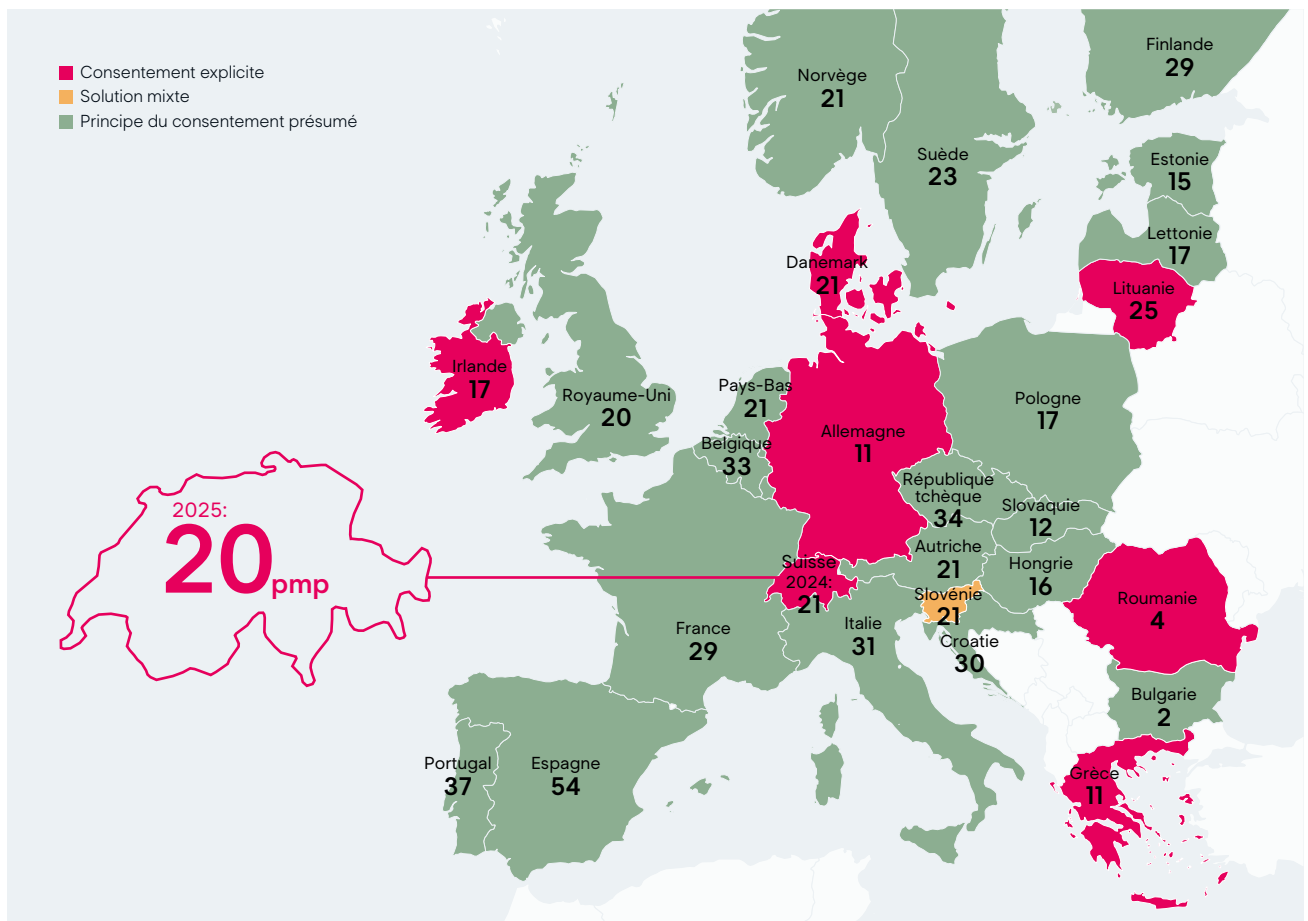 Consentement explicite
Solution mixte
Principe du consentement présumé
Finlande
29
Norvège
21
Suède
23
Estonie
15
Lettonie
17
Danemark
21
Lituanie
25
Irlande
17
Royaume-Uni
20
Pays-Bas
21
Belgique
33
Allemagne
11
Pologne
17
République
tchèque
34
Slovaquie
12
2025:
20pmp
Autriche
21
Hongrie
16
Suisse
2024:
21
Slovénie
21
Roumanie
4
France
29
Italie
31
Croatie
30
Bulgarie
2
Portugal
37
Espagne
54
Grèce
11